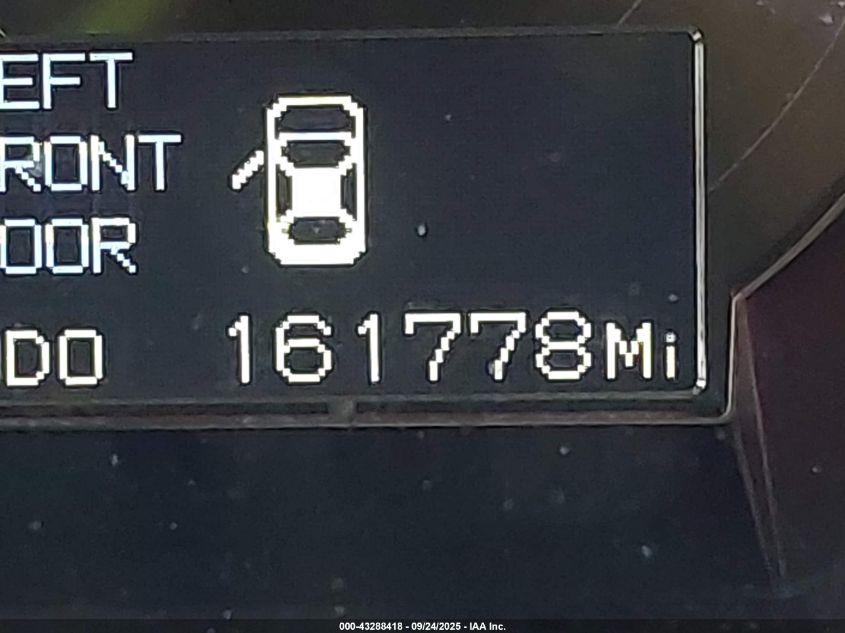 EFT
RONT
OOR
DO 161778Mi
000-43288418 - 09/24/2025 - IAA Inc.